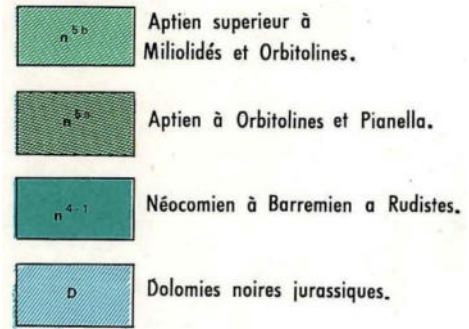 n5b
Aptien superieur à
Miliolidés et Orbitolines.
n5a
Aptien à Orbitolines et Pianella.
n4-1
Néocomien à Barremien a Rudistes.
D
Dolomies noires jurassiques.